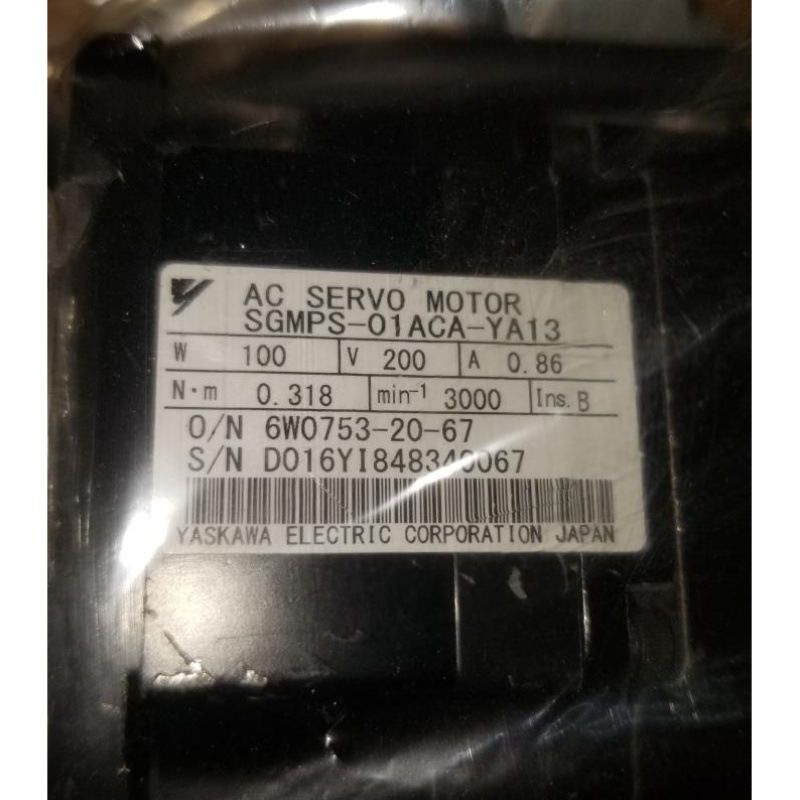 AC SERVO MOTOR
SGMPS-01ACA-YA13
W 100 V 200 A 0.86
N·m 0.318 min-1 3000 Ins. B
O/N 6W0753-20-67
S/N D016YI848340067
YASKAWA ELECTRIC CORPORATION JAPAN